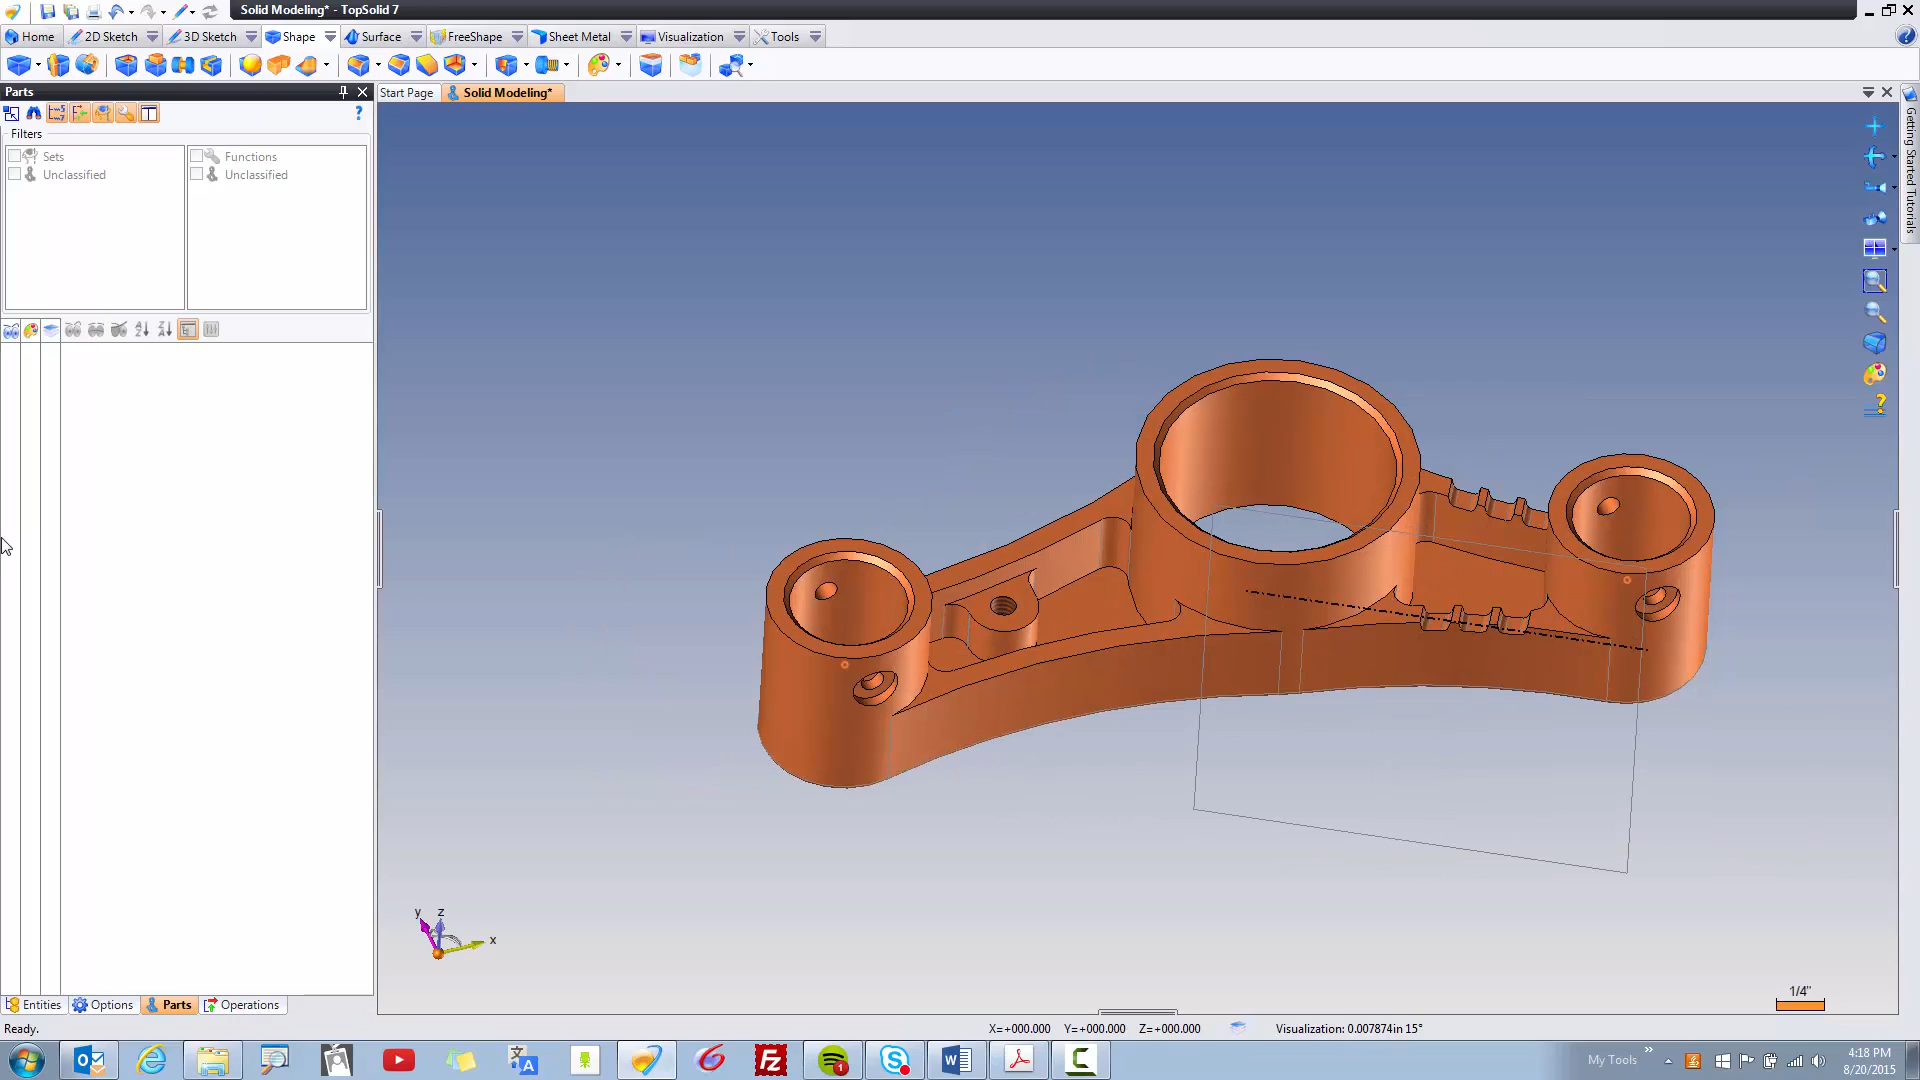 Solid Modeling* - TopSolid 7
Home 2D Sketch 3D Sketch Shape Surface FreeShape Sheet Metal Visualization Tools
Parts
Start Page Solid Modeling*
Filters
Sets
Unclassified
Functions
Unclassified
Getting Started Tutorials
y z
x
1/4"
Entities Options Parts Operations
Ready.
X=+000.000 Y=+000.000 Z=+000.000 Visualization: 0.007874in 15°
My Tools
4:18 PM
8/20/2015